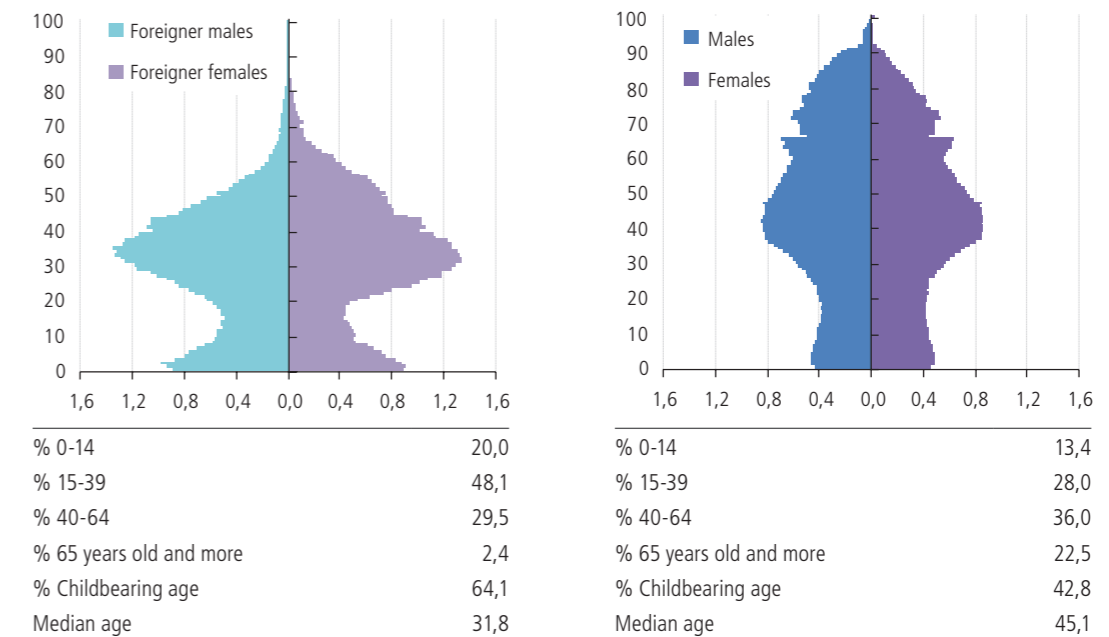 Foreigner males
Foreigner females
100
90
80
70
60
50
40
30
20
10
0
1,6 1,2 0,8 0,4 0,0 0,4 0,8 1,2 1,6
% 0-14 20,0
% 15-39 48,1
% 40-64 29,5
% 65 years old and more 2,4
% Childbearing age 64,1
Median age 31,8
Males
Females
100
90
80
70
60
50
40
30
20
10
0
1,6 1,2 0,8 0,4 0,0 0,4 0,8 1,2 1,6
% 0-14 13,4
% 15-39 28,0
% 40-64 36,0
% 65 years old and more 22,5
% Childbearing age 42,8
Median age 45,1